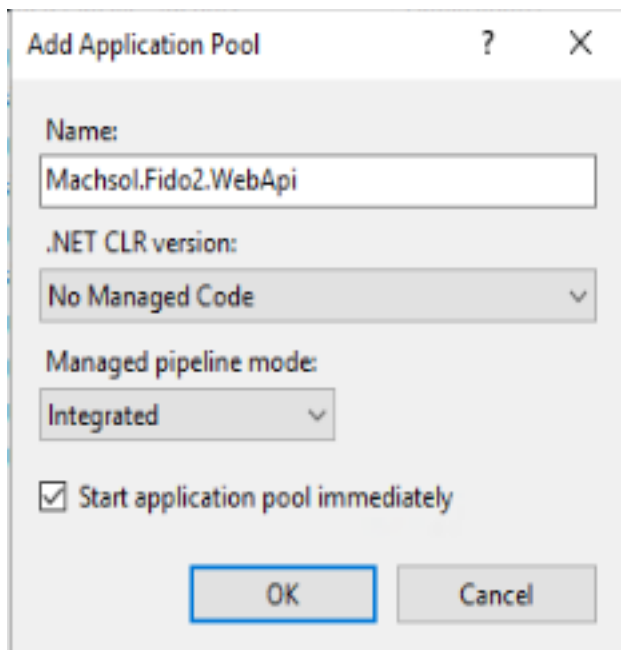 Add Application Pool ? X
Name:
Machsol.Fido2.WebApi
.NET CLR version:
No Managed Code
Managed pipeline mode:
Integrated
Start application pool immediately
OK Cancel